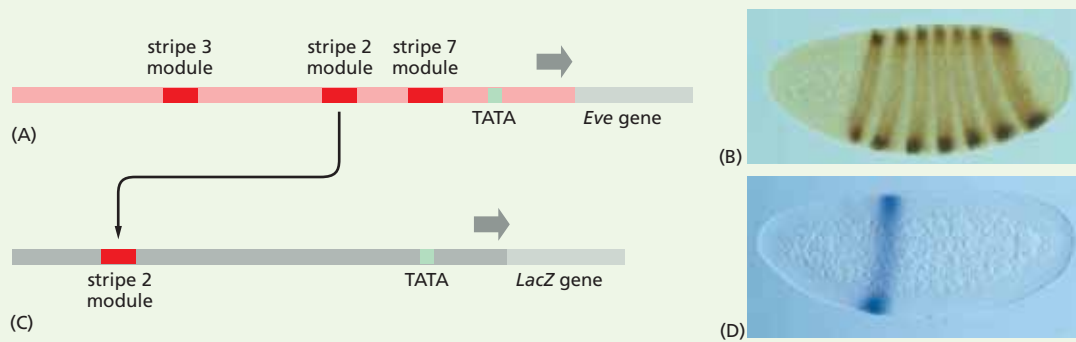 stripe 3
module
stripe 2
module
stripe 7
module
TATA
Eve gene
(A)
(B)
stripe 2
module
TATA
LacZ gene
(C)
(D)